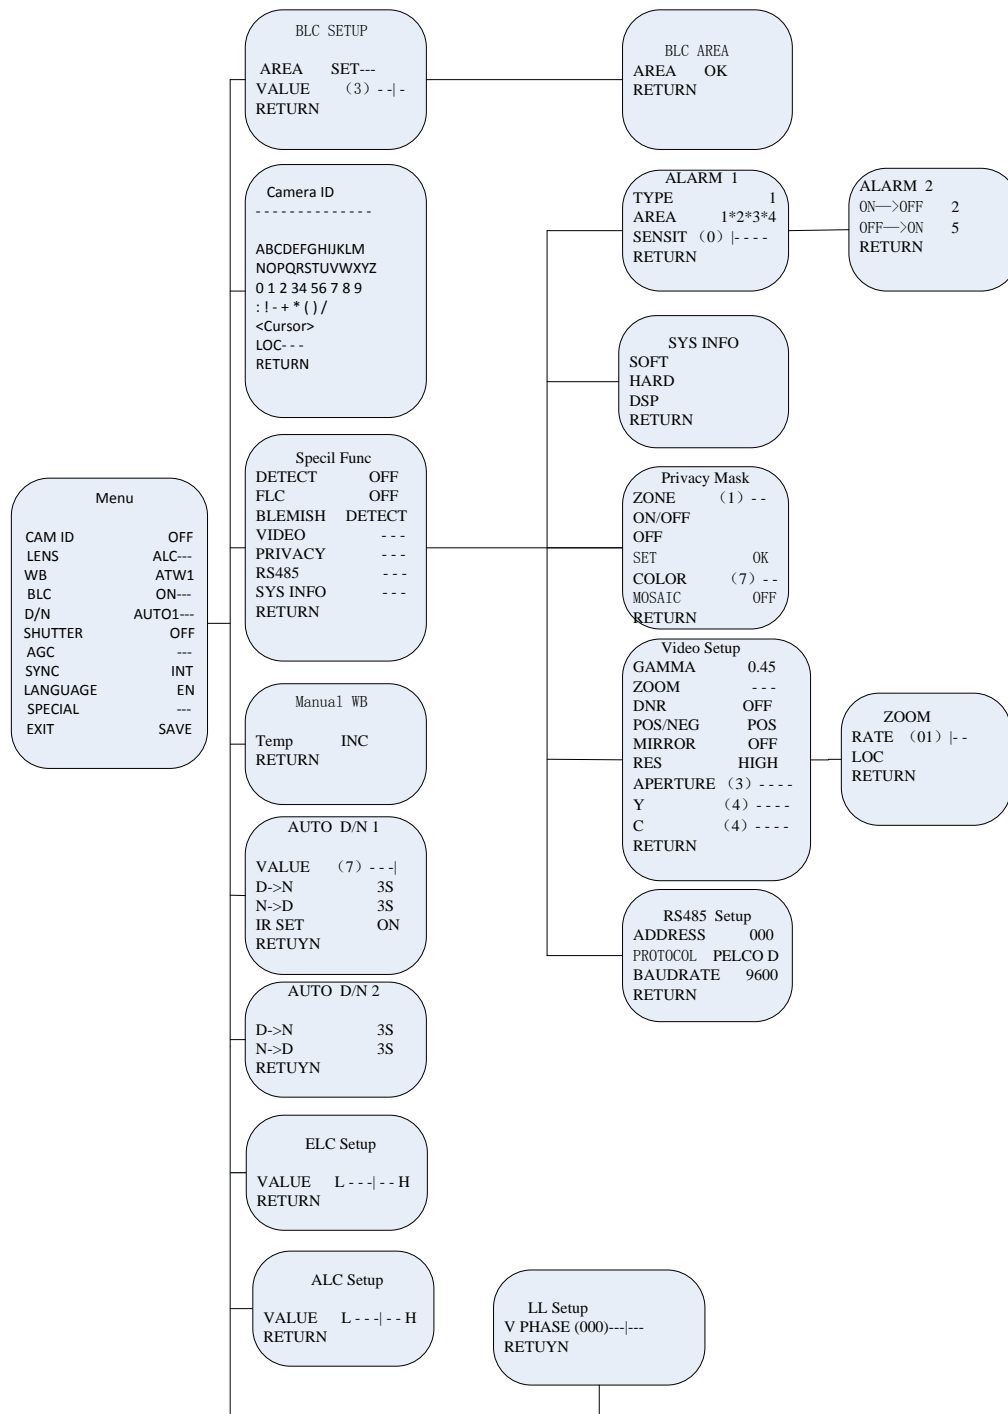 BLC SETUP
AREA SET---
VALUE (3) - -| -
RETURN
BLC AREA
AREA OK
RETURN
Camera ID
- - - - - - - - - - - - - -
ABCDEFGHIJKLM
NOPQRSTUVWXYZ
0 1 2 34 56 7 8 9
: ! - + * ( ) /
<Cursor>
LOC- - -
RETURN
ALARM 1
TYPE 1
AREA 1*2*3*4
SENSIT (0) |- - - -
RETURN
ALARM 2
ON—>OFF 2
OFF—>ON 5
RETURN
SYS INFO
SOFT
HARD
DSP
RETURN
Menu
CAM ID OFF
LENS ALC---
WB ATW1
BLC ON---
D/N AUTO1---
SHUTTER OFF
AGC ---
SYNC INT
LANGUAGE EN
SPECIAL ---
EXIT SAVE
Specil Func
DETECT OFF
FLC OFF
BLEMISH DETECT
VIDEO - - -
PRIVACY - - -
RS485 - - -
SYS INFO - - -
RETURN
Privacy Mask
ZONE (1) - -
ON/OFF
OFF
SET OK
COLOR (7) - -
MOSAIC OFF
RETURN
Manual WB
Temp INC
RETURN
Video Setup
GAMMA 0.45
ZOOM - - -
DNR OFF
POS/NEG POS
MIRROR OFF
RES HIGH
APERTURE (3) - - - -
Y (4) - - - -
C (4) - - - -
RETURN
ZOOM
RATE (01) |- -
LOC
RETURN
AUTO D/N 1
VALUE (7) - - -|
D->N 3S
N->D 3S
IR SET ON
RETUYN
RS485 Setup
ADDRESS 000
PROTOCOL PELCO D
BAUDRATE 9600
RETURN
AUTO D/N 2
D->N 3S
N->D 3S
RETUYN
ELC Setup
VALUE L - - -| - - H
RETURN
ALC Setup
VALUE L - - -| - - H
RETURN
LL Setup
V PHASE (000)---|---
RETUYN